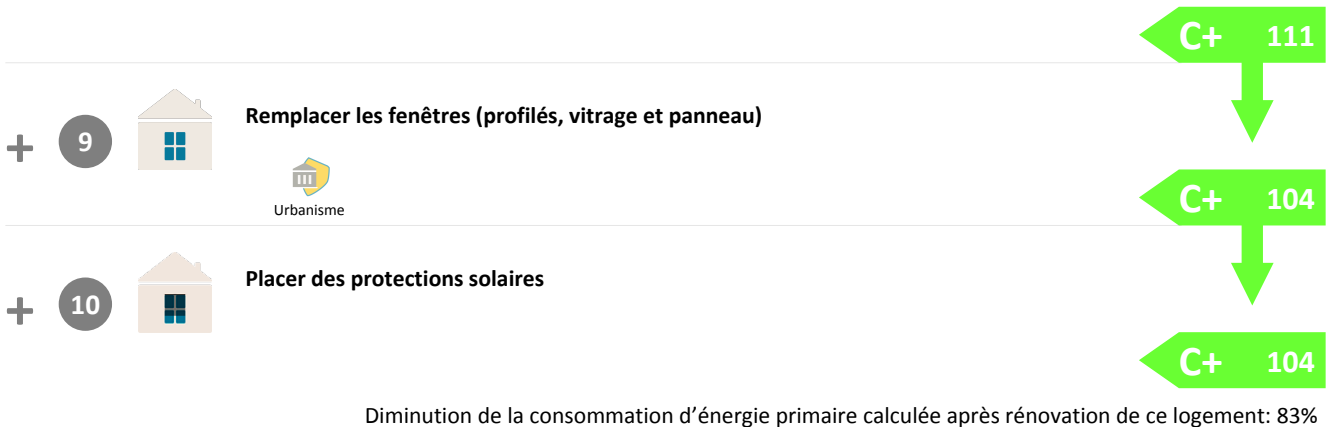 C+ 111
+ 9 Remplacer les fenêtres (profilés, vitrage et panneau)
Urbanisme
C+ 104
+ 10 Placer des protections solaires
C+ 104
Diminution de la consommation d’énergie primaire calculée après rénovation de ce logement: 83%